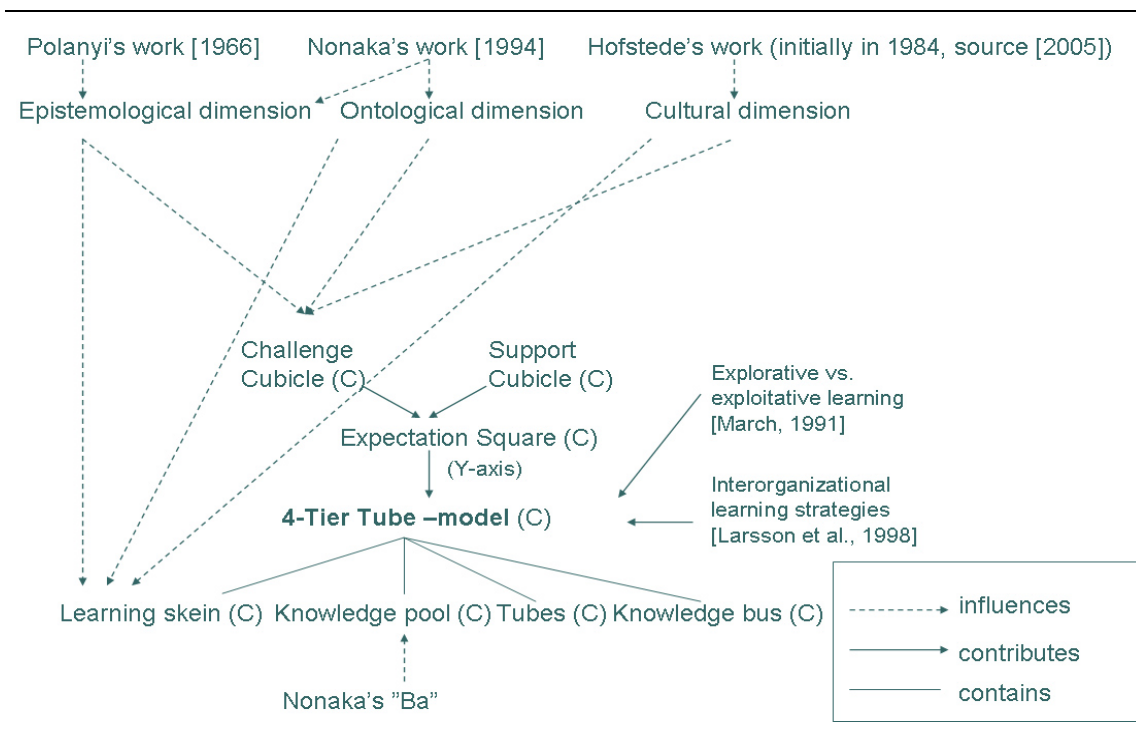 Polanyi’s work [1966]
Nonaka’s work [1994]
Hofstede’s work (initially in 1984, source [2005])
Epistemological dimension
Ontological dimension
Cultural dimension
Challenge
Cubicle (C)
Support
Cubicle (C)
Explorative vs.
exploitative learning
[March, 1991]
Expectation Square (C)
(Y-axis)
Interorganizational
learning strategies
[Larsson et al., 1998]
4-Tier Tube –model (C)
Learning skein (C)
Knowledge pool (C)
Tubes (C)
Knowledge bus (C)
Nonaka’s ”Ba”
influences
contributes
contains